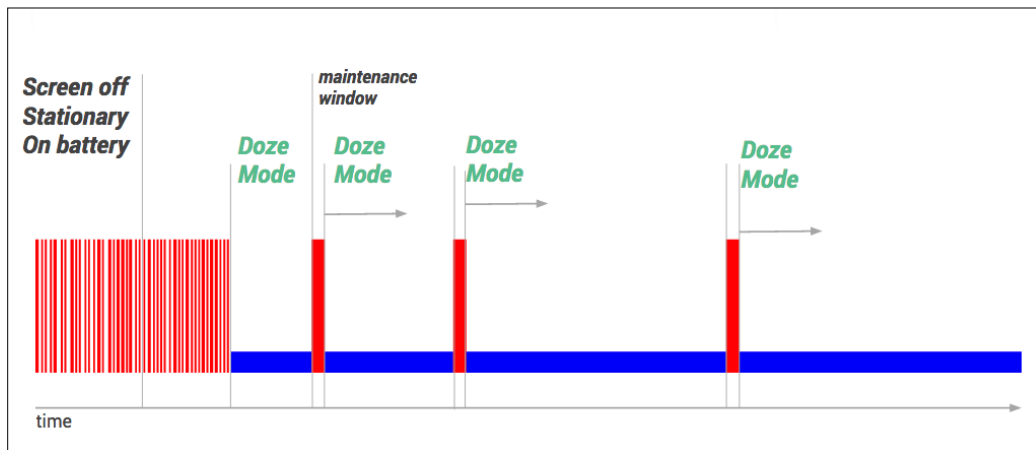 Screen off
Stationary
On battery
maintenance
window
Doze
Mode
Doze
Mode
Doze
Mode
Doze
Mode
time